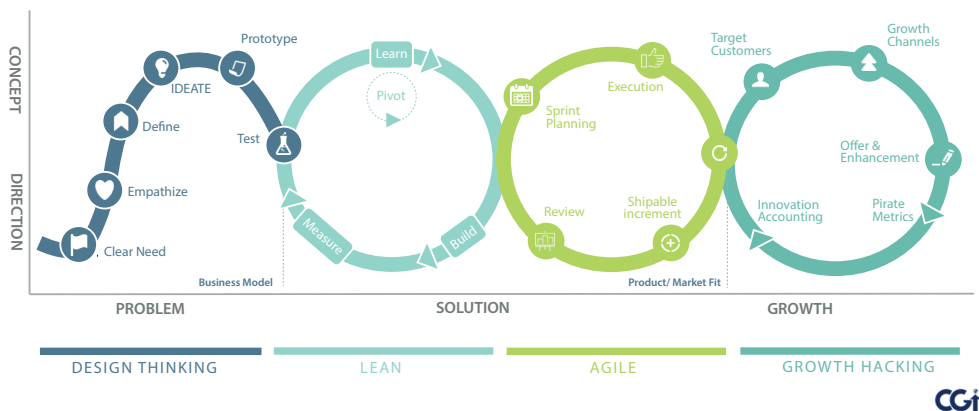 CONCEPT
DIRECTION
Clear Need
Empathize
Define
IDEATE
Prototype
Test
Learn
Pivot
Build
Measure
Sprint
Planning
Execution
Shipable
increment
Review
Target
Customers
Growth
Channels
Offer &
Enhancement
Pirate
Metrics
Innovation
Accounting
Business Model
Product/ Market Fit
PROBLEM
SOLUTION
GROWTH
DESIGN THINKING
LEAN
AGILE
GROWTH HACKING
CGI